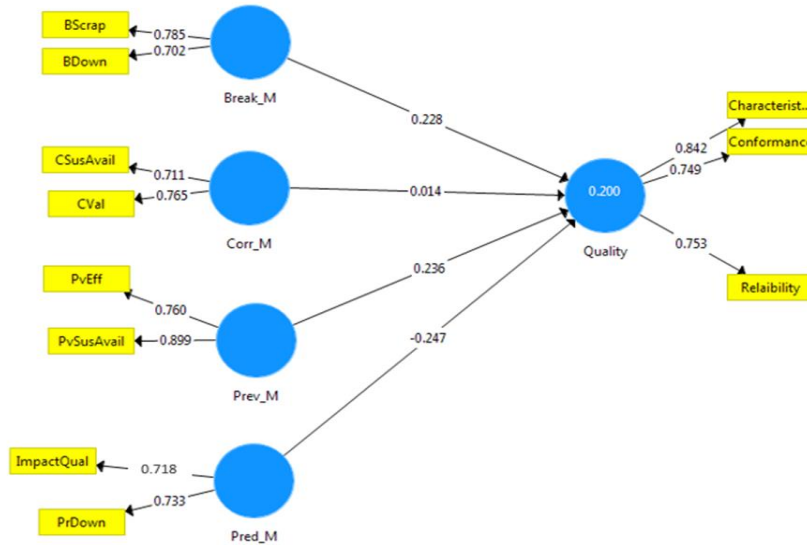 BScrap
0.785
0.702
BDown
Break_M
0.228
CSusAvail
0.711
CVal
0.765
Corr_M
0.014
PvEff
0.760
PvSusAvail
0.899
Prev_M
0.236
ImpactQual
0.718
0.733
PrDown
Pred_M
-0.247
0.200
Quality
Characterist...
0.842
Conformance
0.749
0.753
Relaibility